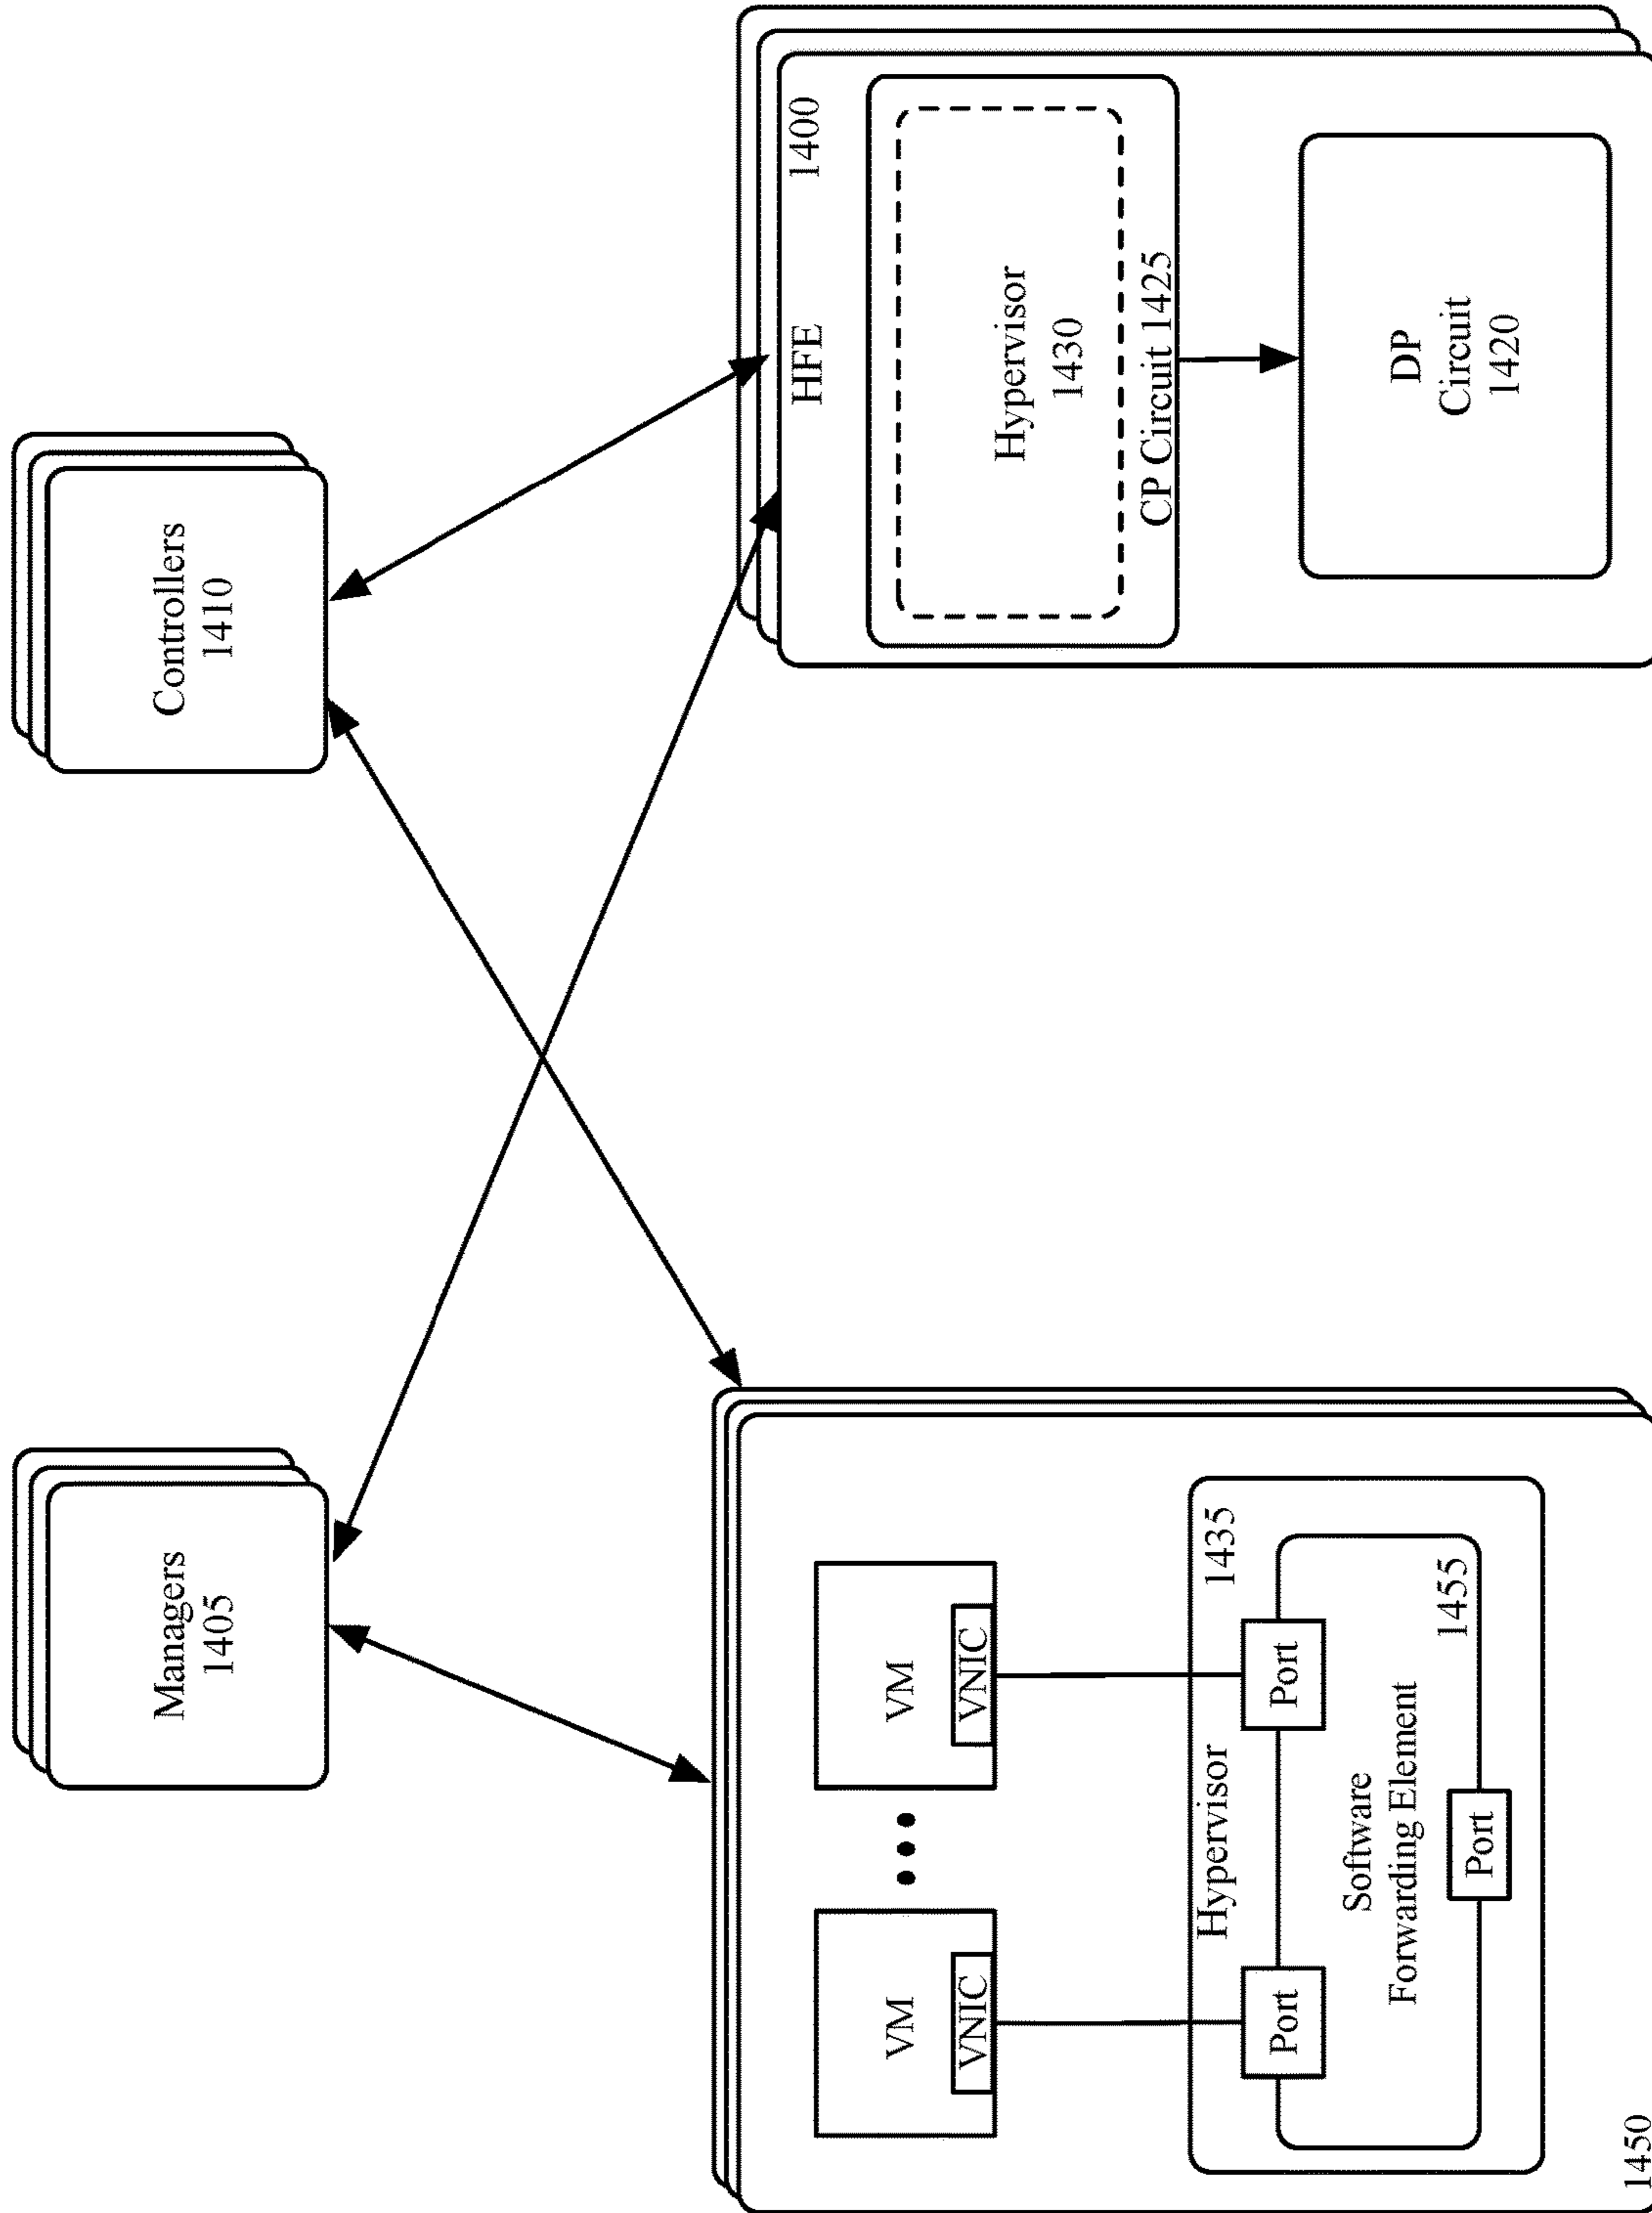 Managers
1405
Controllers
1410
VM
VNIC
VM
VNIC
Hypervisor
1435
Port
Port
Software
Forwarding Element
1455
Port
1450
HFE
1400
Hypervisor
1430
CP Circuit 1425
DP
Circuit
1420